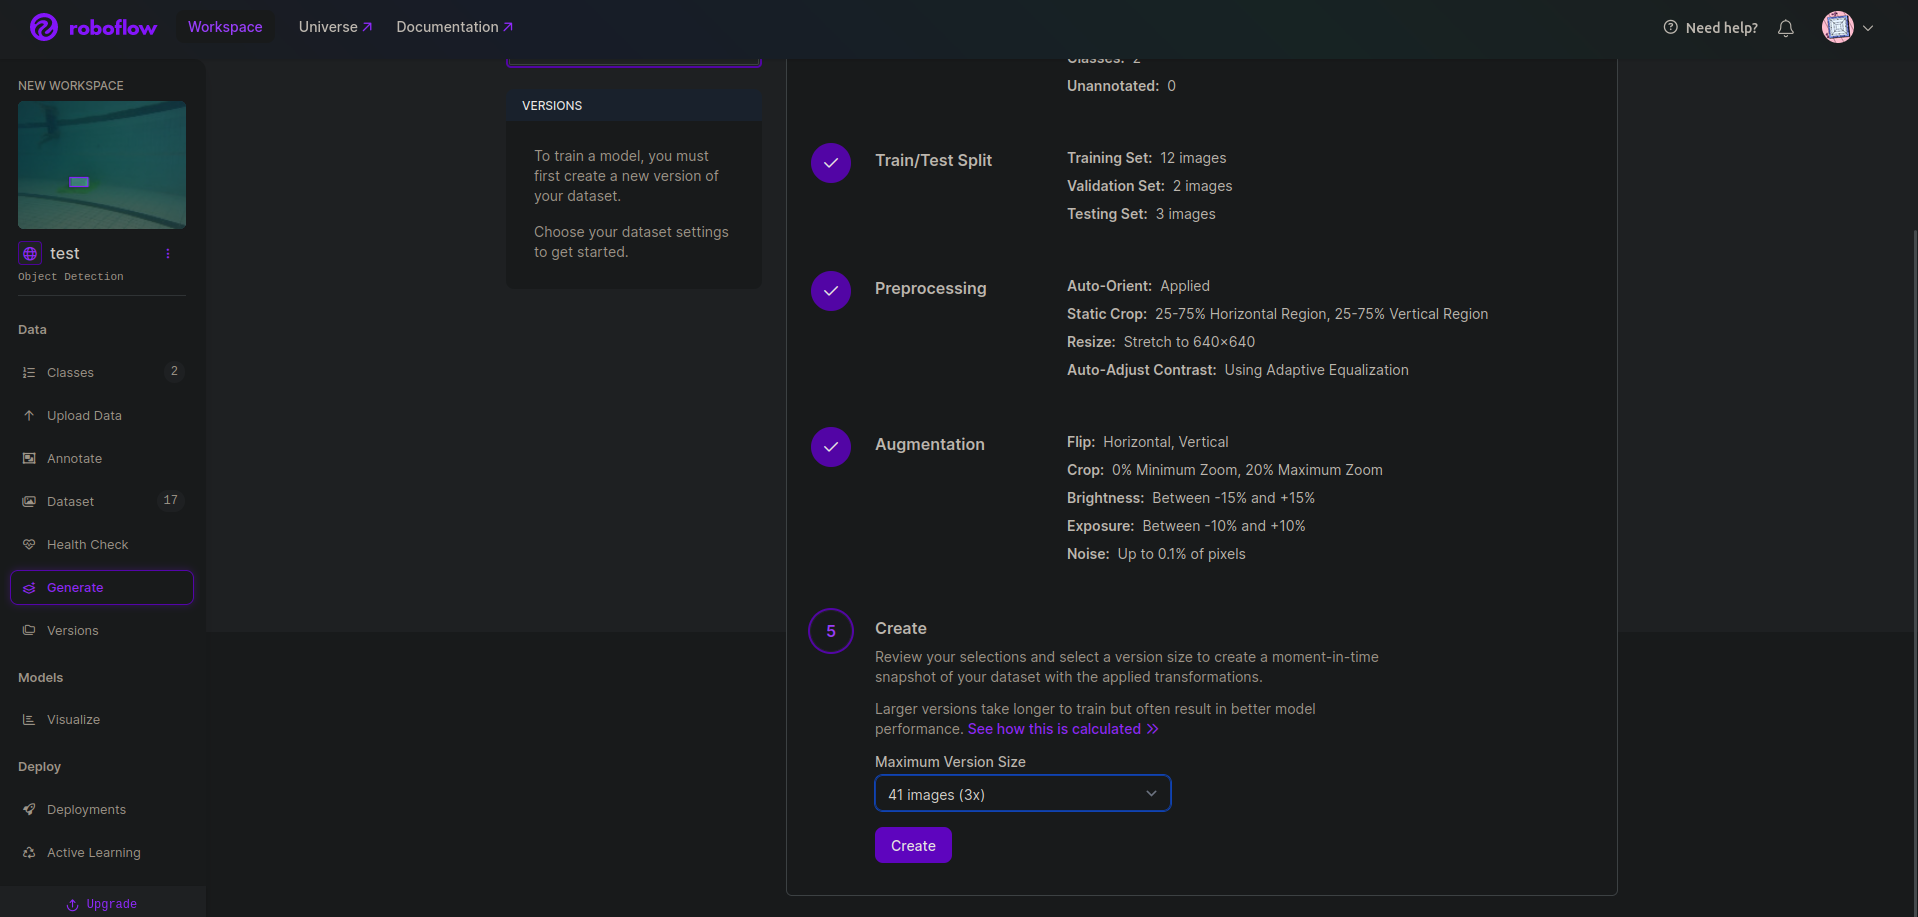 roboflow
Workspace
Universe
Documentation
Need help?
NEW WORKSPACE
test
Object Detection
Data
Classes 2
Upload Data
Annotate
Dataset 17
Health Check
Generate
Versions
Models
Visualize
Deploy
Deployments
Active Learning
Upgrade
VERSIONS
To train a model, you must
first create a new version of
your dataset.
Choose your dataset settings
to get started.
Classes: 2
Unannotated: 0
Train/Test Split
Training Set: 12 images
Validation Set: 2 images
Testing Set: 3 images
Preprocessing
Auto-Orient: Applied
Static Crop: 25-75% Horizontal Region, 25-75% Vertical Region
Resize: Stretch to 640×640
Auto-Adjust Contrast: Using Adaptive Equalization
Augmentation
Flip: Horizontal, Vertical
Crop: 0% Minimum Zoom, 20% Maximum Zoom
Brightness: Between -15% and +15%
Exposure: Between -10% and +10%
Noise: Up to 0.1% of pixels
5
Create
Review your selections and select a version size to create a moment-in-time
snapshot of your dataset with the applied transformations.
Larger versions take longer to train but often result in better model
performance. See how this is calculated
Maximum Version Size
41 images (3x)
Create